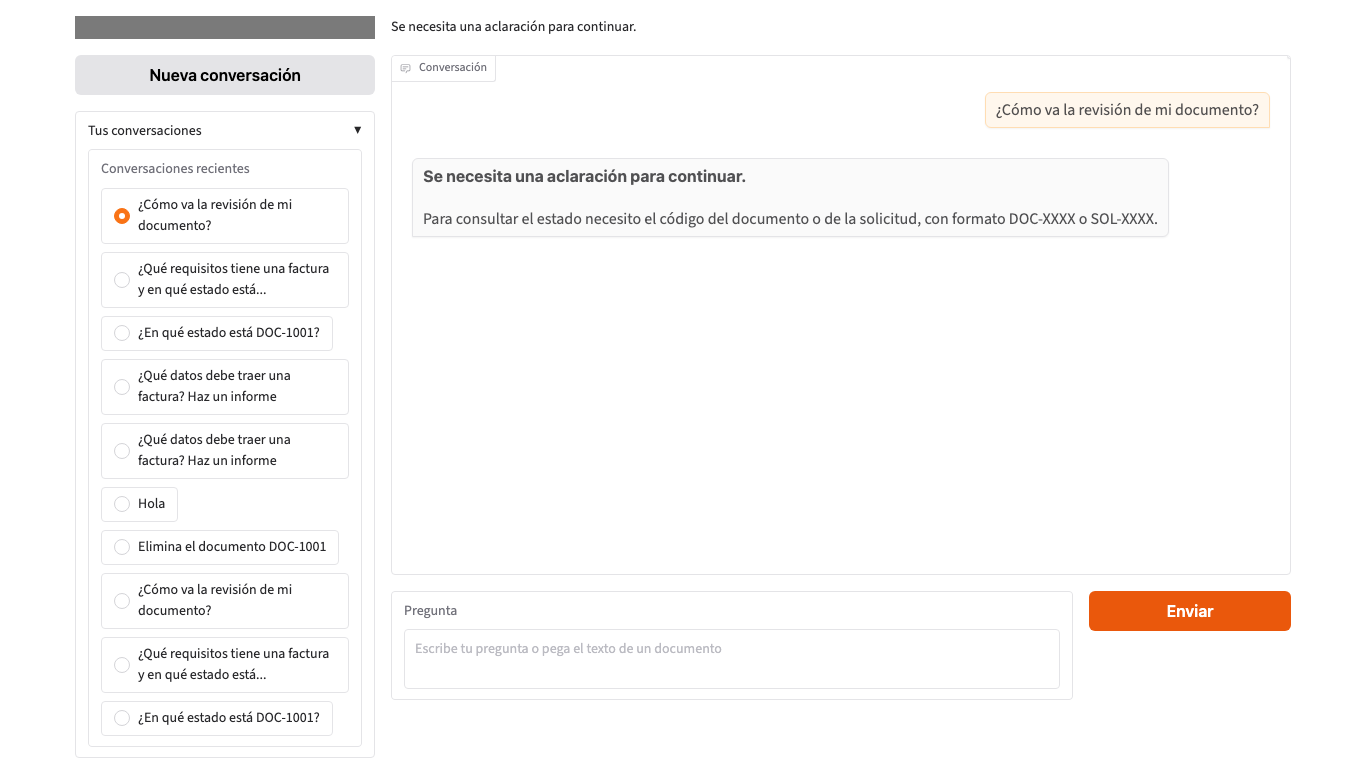 Se necesita una aclaración para continuar.
Nueva conversación
Tus conversaciones
▼
Conversaciones recientes
¿Cómo va la revisión de mi
documento?
¿Qué requisitos tiene una factura
y en qué estado está...
¿En qué estado está DOC-1001?
¿Qué datos debe traer una
factura? Haz un informe
¿Qué datos debe traer una
factura? Haz un informe
Hola
Elimina el documento DOC-1001
¿Cómo va la revisión de mi
documento?
¿Qué requisitos tiene una factura
y en qué estado está...
¿En qué estado está DOC-1001?
Conversación
¿Cómo va la revisión de mi documento?
Se necesita una aclaración para continuar.
Para consultar el estado necesito el código del documento o de la solicitud, con formato DOC-XXXX o SOL-XXXX.
Pregunta
Escribe tu pregunta o pega el texto de un documento
Enviar